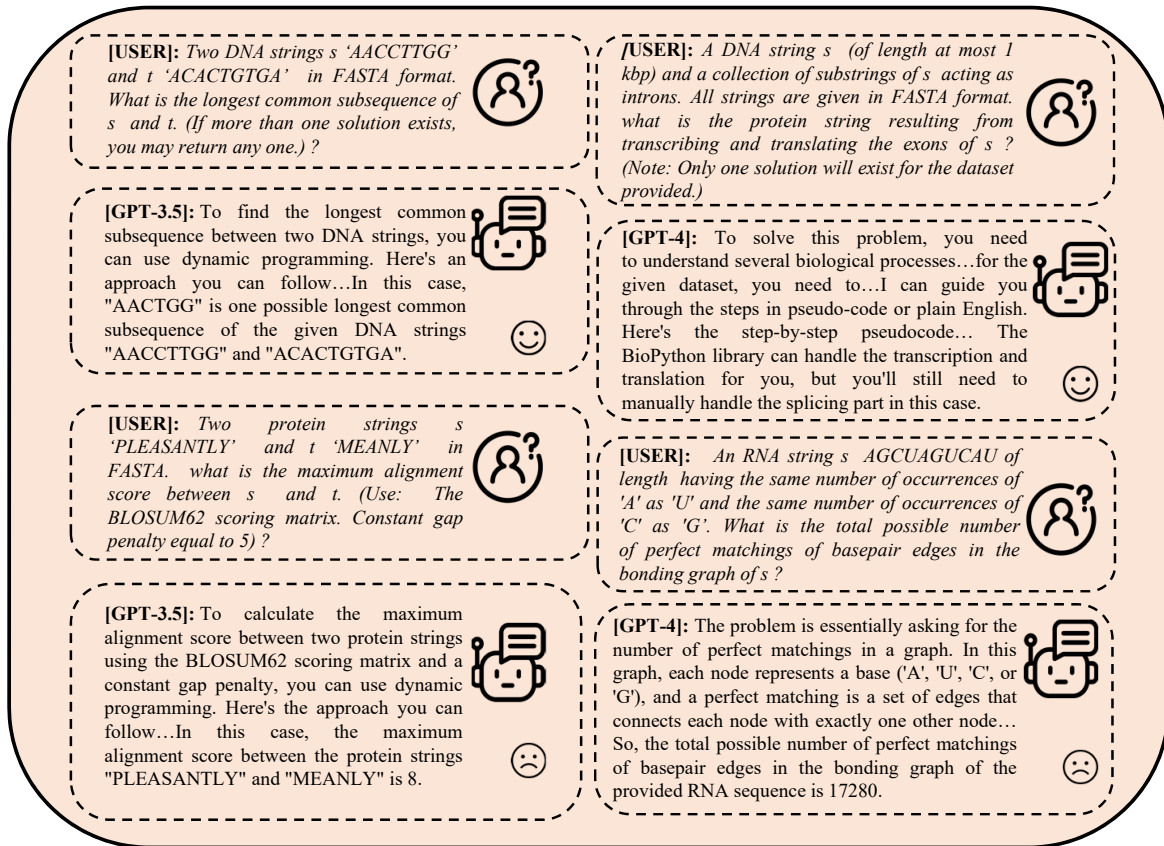 [USER]: Two DNA strings s ‘AACCTTGG’
and t ‘ACACTGTGA’ in FASTA format.
What is the longest common subsequence of
s and t. (If more than one solution exists,
you may return any one.) ?
[GPT-3.5]: To find the longest common
subsequence between two DNA strings, you
can use dynamic programming. Here's an
approach you can follow…In this case,
"AACTGG" is one possible longest common
subsequence of the given DNA strings
"AACCTTGG" and "ACACTGTGA".
[USER]: Two protein strings s
‘PLEASANTLY’ and t ‘MEANLY’ in
FASTA. what is the maximum alignment
score between s and t. (Use: The
BLOSUM62 scoring matrix. Constant gap
penalty equal to 5) ?
[GPT-3.5]: To calculate the maximum
alignment score between two protein strings
using the BLOSUM62 scoring matrix and a
constant gap penalty, you can use dynamic
programming. Here's the approach you can
follow…In this case, the maximum
alignment score between the protein strings
"PLEASANTLY" and "MEANLY" is 8.
[USER]: A DNA string s (of length at most 1
kbp) and a collection of substrings of s acting as
introns. All strings are given in FASTA format.
what is the protein string resulting from
transcribing and translating the exons of s ?
(Note: Only one solution will exist for the dataset
provided.)
[GPT-4]: To solve this problem, you need
to understand several biological processes…for the
given dataset, you need to…I can guide you
through the steps in pseudo-code or plain English.
Here's the step-by-step pseudocode… The
BioPython library can handle the transcription and
translation for you, but you'll still need to
manually handle the splicing part in this case.
[USER]: An RNA string s AGCUAGUCAU of
length having the same number of occurrences of
'A' as 'U' and the same number of occurrences of
'C' as 'G’. What is the total possible number
of perfect matchings of basepair edges in the
bonding graph of s ?
[GPT-4]: The problem is essentially asking for the
number of perfect matchings in a graph. In this
graph, each node represents a base ('A', 'U', 'C', or
'G'), and a perfect matching is a set of edges that
connects each node with exactly one other node…
So, the total possible number of perfect matchings
of basepair edges in the bonding graph of the
provided RNA sequence is 17280.